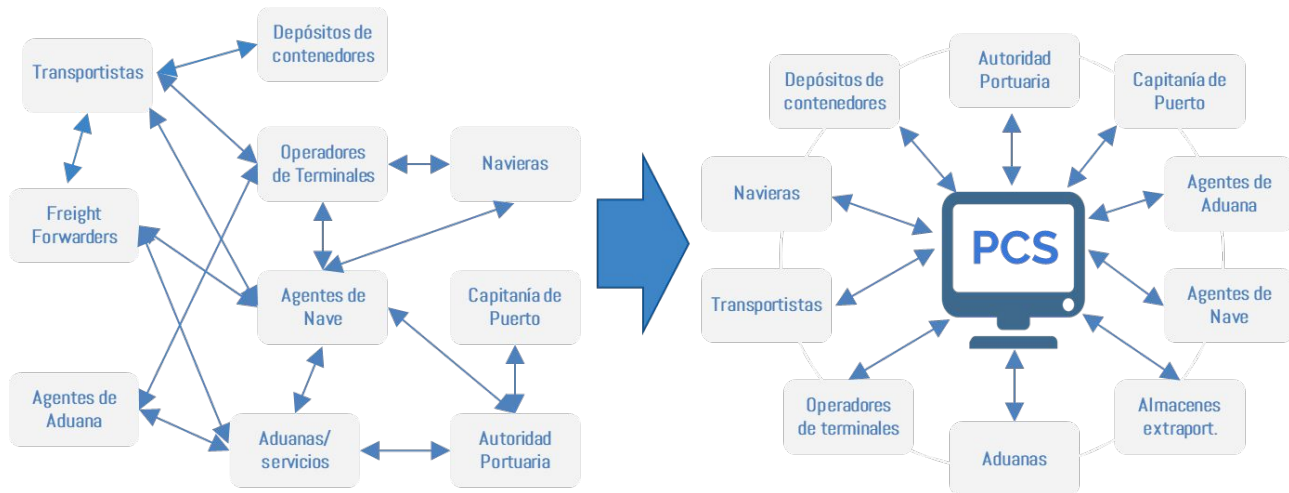 Depósitos de
contenedores
Transportistas
Operadores
de Terminales
Navieras
Freight
Forwarders
Agentes de
Nave
Capitanía de
Puerto
Agentes de
Aduana
Aduanas/
servicios
Autoridad
Portuaria
Autoridad
Portuaria
Depósitos de
contenedores
Capitanía de
Puerto
Navieras
Agentes de
Aduana
PCS
Transportistas
Agentes de
Nave
Operadores
de terminales
Almacenes
extraport.
Aduanas